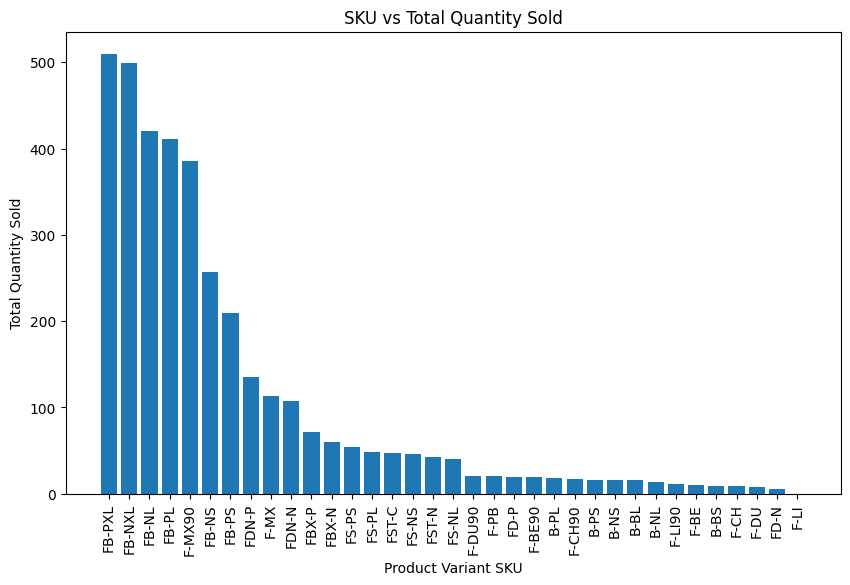 SKU vs Total Quantity Sold
Total Quantity Sold
500
400
300
200
100
0
FB-PXL
FB-NXL
FB-NL
FB-PL
F-MX90
FB-NS
FB-PS
FDN-P
F-MX
FDN-N
FBX-P
FBX-N
FS-PS
FS-PL
FST-C
FS-NS
FST-N
FS-NL
F-DU90
F-PB
FD-P
F-BE90
B-PL
F-CH90
B-PS
B-NS
B-BL
B-NL
F-LI90
F-BE
B-BS
F-CH
F-DU
FD-N
F-LI
Product Variant SKU